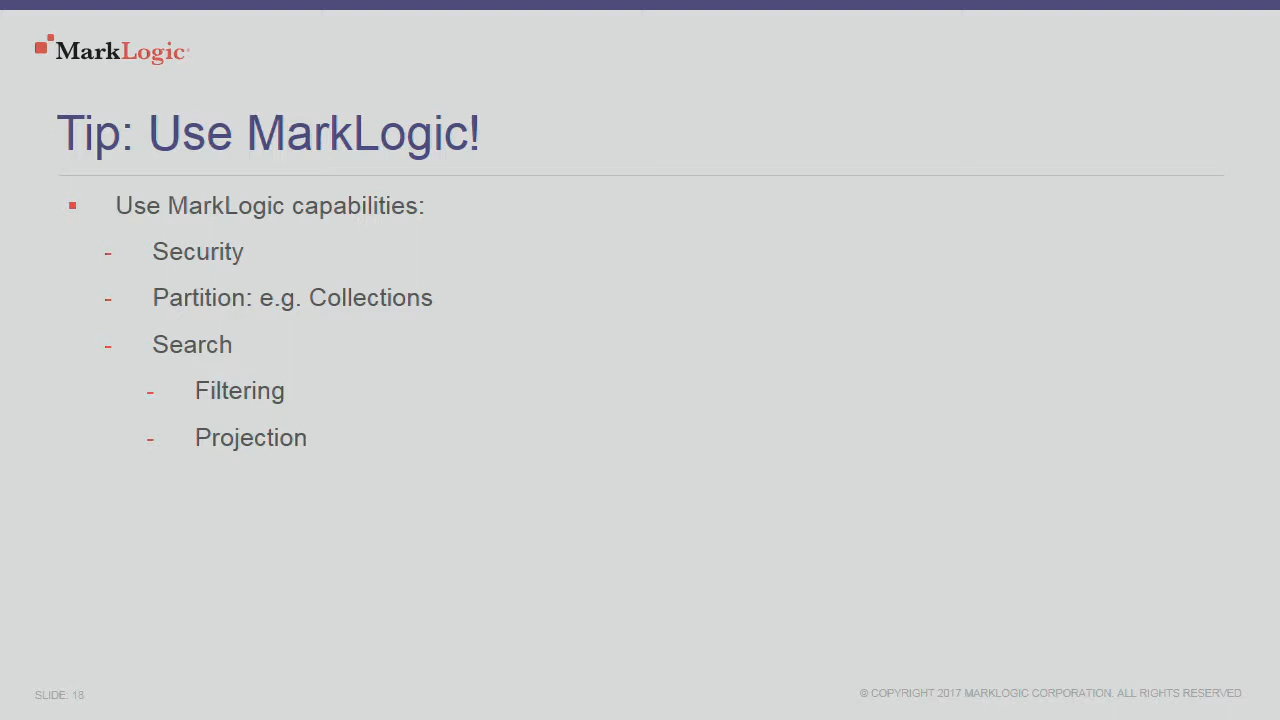 MarkLogic
Tip: Use MarkLogic!
Use MarkLogic capabilities:
- Security
- Partition: e.g. Collections
- Search
- Filtering
- Projection
SLIDE: 18
© COPYRIGHT 2017 MARKLOGIC CORPORATION. ALL RIGHTS RESERVED